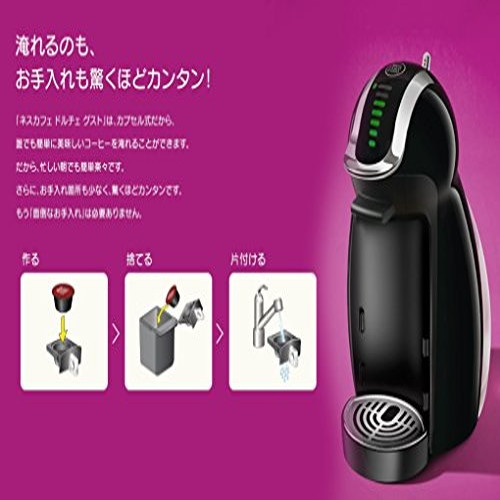 淹れるのも、
お手入れも驚くほどカンタン!
「ネスカフェ ドルチェ グスト」は、カプセル式だから、
誰でも簡単に美味しいコーヒーを淹れることができます。
だから、忙しい朝でも簡単楽々です。
さらに、お手入れ箇所も少なく、驚くほどカンタンです。
もう「面倒なお手入れ」は必要ありません。
作る
捨てる
片付ける